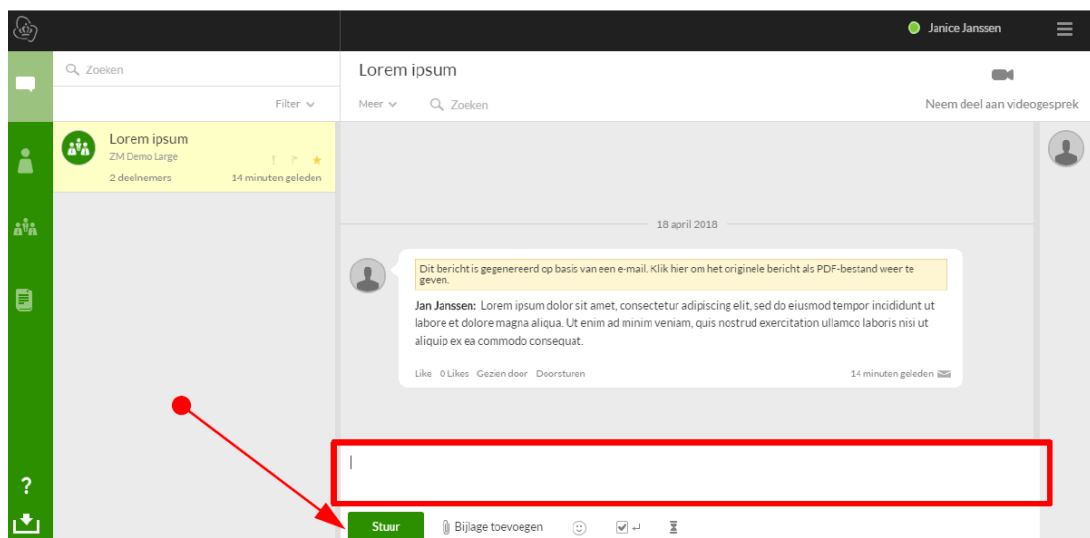 Janice Janssen
Zoeken
Filter
Lorem ipsum
ZM Demo Large
2 deelnemers 14 minuten geleden
Lorem ipsum
Meer Zoeken
Neem deel aan videogesprek
18 april 2018
Dit bericht is gegenereerd op basis van een e-mail. Klik hier om het originele bericht als PDF-bestand weer te
geven.
Jan Janssen: Lorem ipsum dolor sit amet, consectetur adipiscing elit, sed do eiusmod tempor incididunt ut
labore et dolore magna aliqua. Ut enim ad minim veniam, quis nostrud exercitation ullamco laboris nisi ut
aliquip ex ea commodo consequat.
Like 0 Likes Gezien door Doorsturen 14 minuten geleden
?
Stuur Bijlage toevoegen